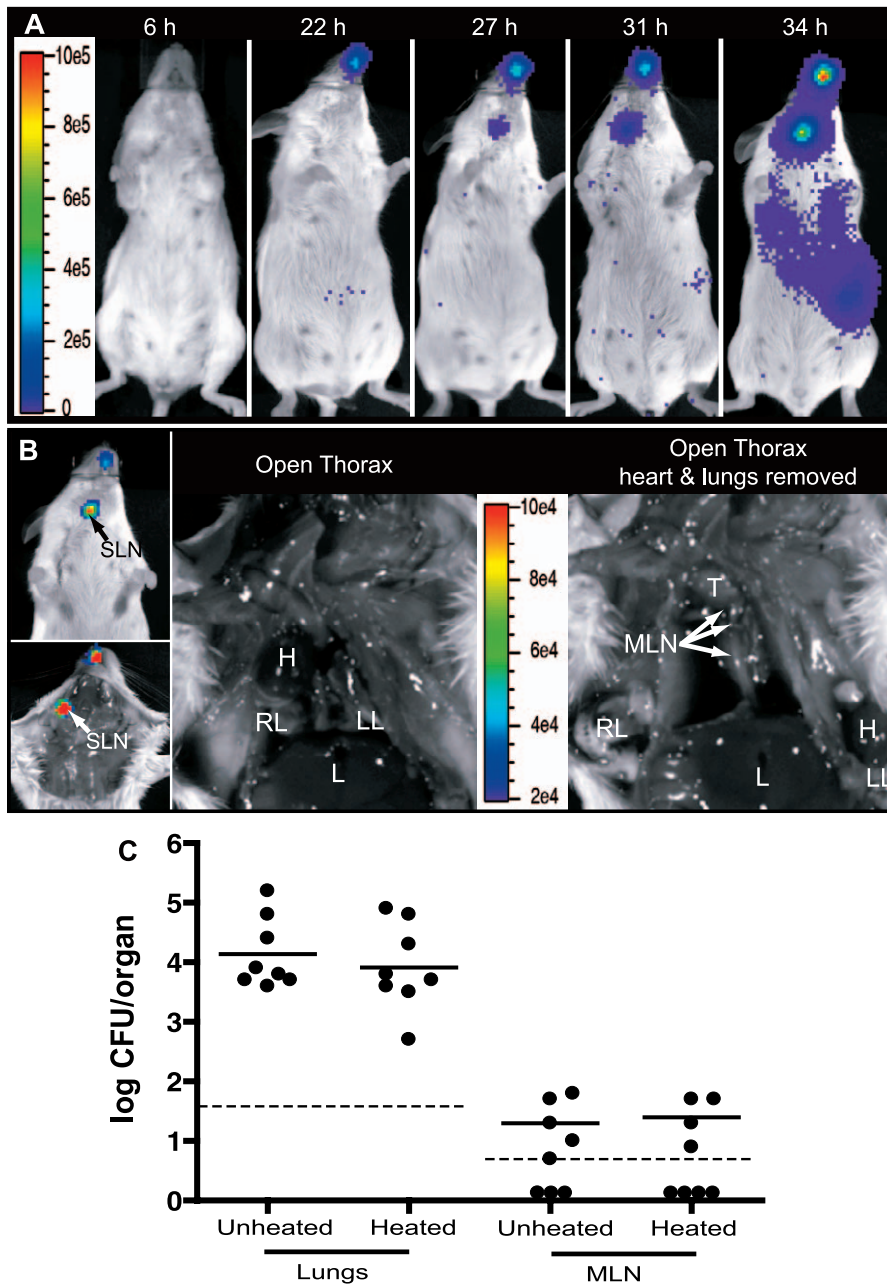 A
6 h
22 h
27 h
31 h
34 h
10e5
8e5
6e5
4e5
2e5
0
B
SLN
SLN
Open Thorax
H
RL
LL
L
10e4
8e4
6e4
4e4
2e4
Open Thorax
heart & lungs removed
T
MLN
RL
L
H
LL
C
log CFU/organ
6
5
4
3
2
1
0
Unheated
Heated
Unheated
Heated
Lungs
MLN